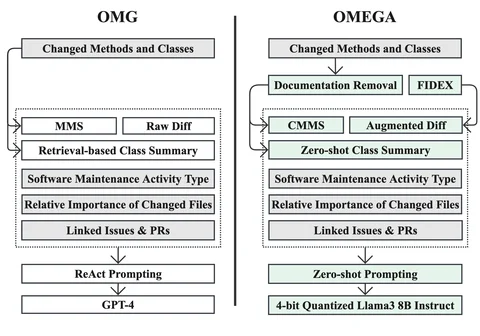 OMG
Changed Methods and Classes
MMS
Raw Diff
Retrieval-based Class Summary
Software Maintenance Activity Type
Relative Importance of Changed Files
Linked Issues & PRs
ReAct Prompting
GPT-4
OMEGA
Changed Methods and Classes
Documentation Removal
FIDEX
CMMS
Augmented Diff
Zero-shot Class Summary
Software Maintenance Activity Type
Relative Importance of Changed Files
Linked Issues & PRs
Zero-shot Prompting
4-bit Quantized Llama3 8B Instruct